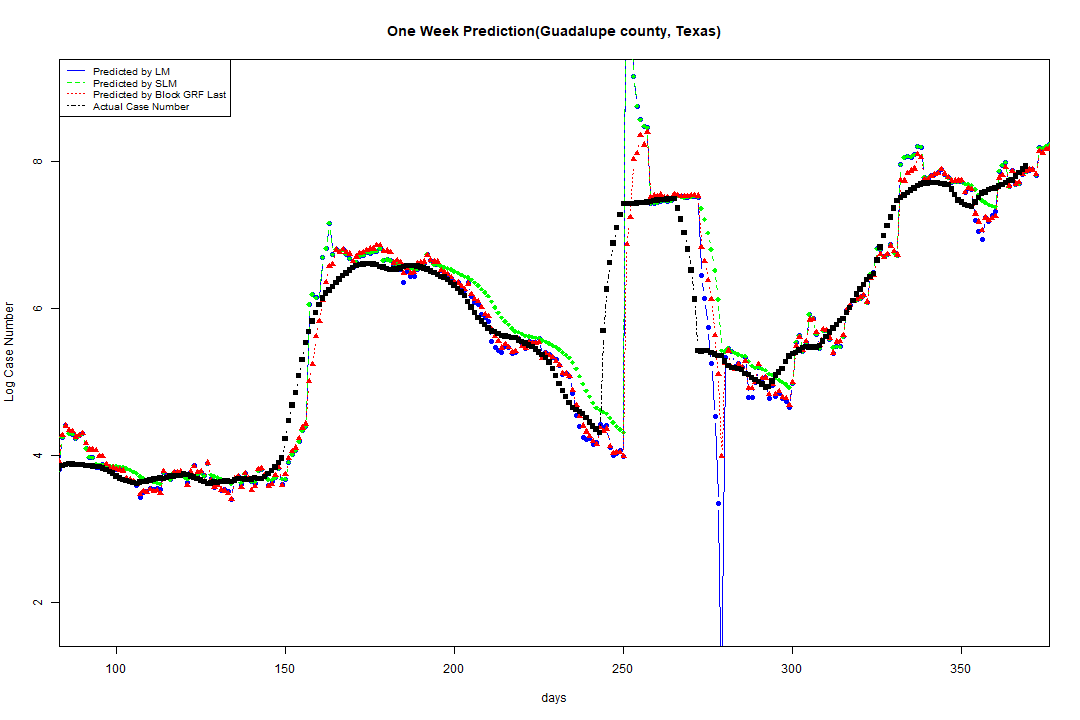 One Week Prediction(Guadalupe county, Texas)
Predicted by LM
Predicted by SLM
Predicted by Block GRF Last
Actual Case Number
8
6
4
2
Log Case Number
100 150 200 250 300 350
days